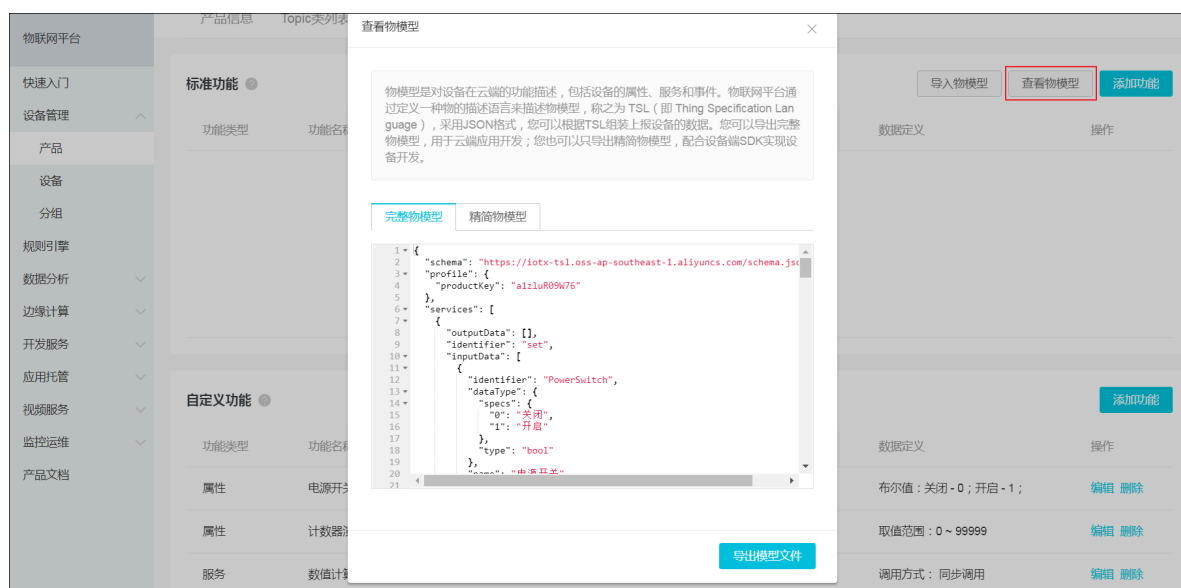 产品信息 Topic类列表
查看物模型
物联网平台
快速入门
设备管理
产品
设备
分组
规则引擎
数据分析
边缘计算
开发服务
应用托管
视频服务
监控运维
产品文档
标准功能
导入物模型 查看物模型 添加功能
功能类型 功能名称 数据定义 操作
物模型是对设备在云端的功能描述，包括设备的属性、服务和事件。物联网平台通
过定义一种物的描述语言来描述物模型，称之为 TSL（即 Thing Specification Lan
guage），采用JSON格式，您可以根据TSL组装上报设备的数据。您可以导出完整
物模型，用于云端应用开发；您也可以只导出精简物模型，配合设备端SDK实现设
备开发。
完整物模型 精简物模型
1 {
2 "schema": "https://iotx-tsl.oss-ap-southeast-1.aliyuncs.com/schema.jsc
3 "profile": {
4 "productKey": "a1zluR09W76"
5 },
6 "services": [
7 {
8 "outputData": [],
9 "identifier": "set",
10 "inputData": [
11 {
12 "identifier": "PowerSwitch",
13 "dataType": {
14 "specs": {
15 "0": "关闭",
16 "1": "开启"
17 },
18 "type": "bool"
19 },
20 "name": "电源开关"
21
导出模型文件
自定义功能
添加功能
功能类型 功能名称 数据定义 操作
属性 电源开关 布尔值：关闭 - 0；开启 - 1； 编辑 删除
属性 计数器 取值范围：0 ~ 99999 编辑 删除
服务 数值计算 调用方式： 同步调用 编辑 删除